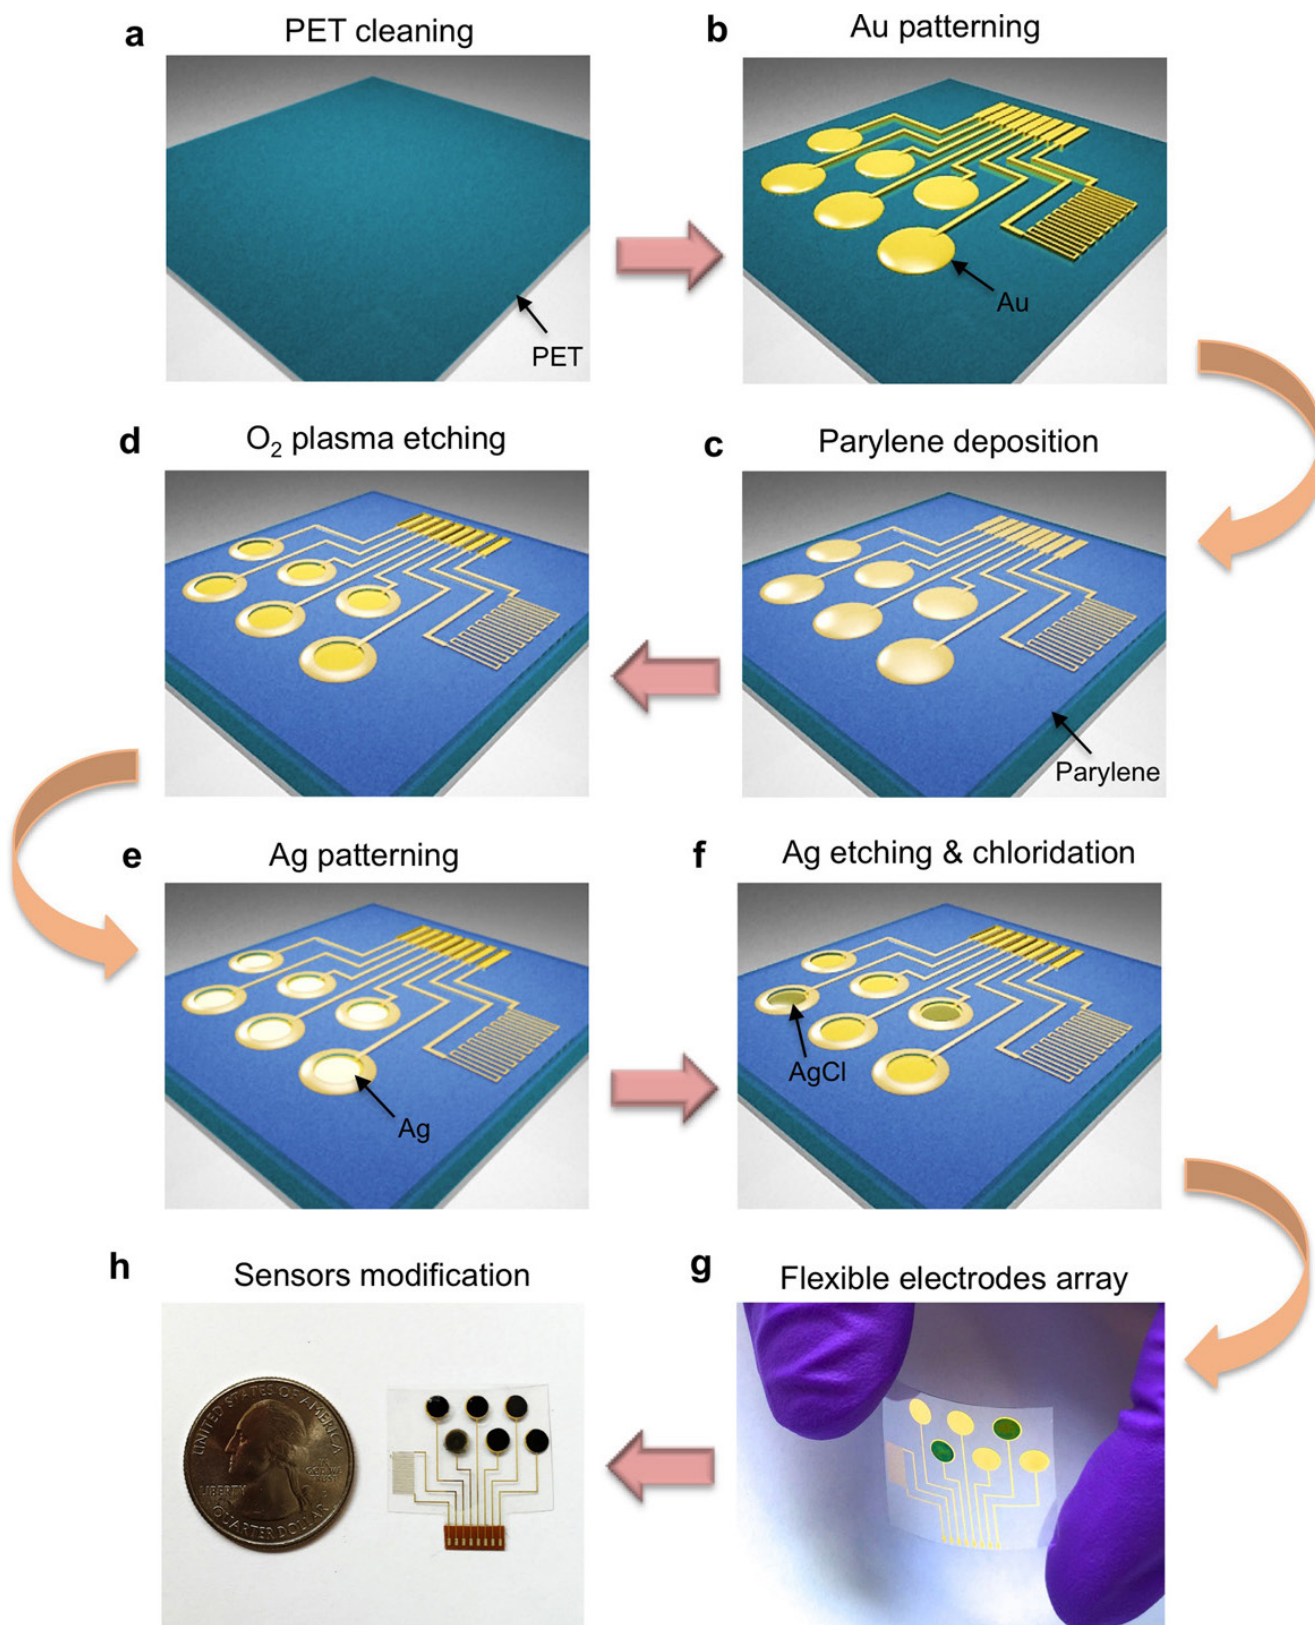 a PET cleaning
PET
b Au patterning
Au
c Parylene deposition
Parylene
d O₂ plasma etching
e Ag patterning
Ag
f Ag etching & chloridation
AgCl
g Flexible electrodes array
h Sensors modification
UNITED STATES OF AMERICA
LIBERTY
QUARTER DOLLAR